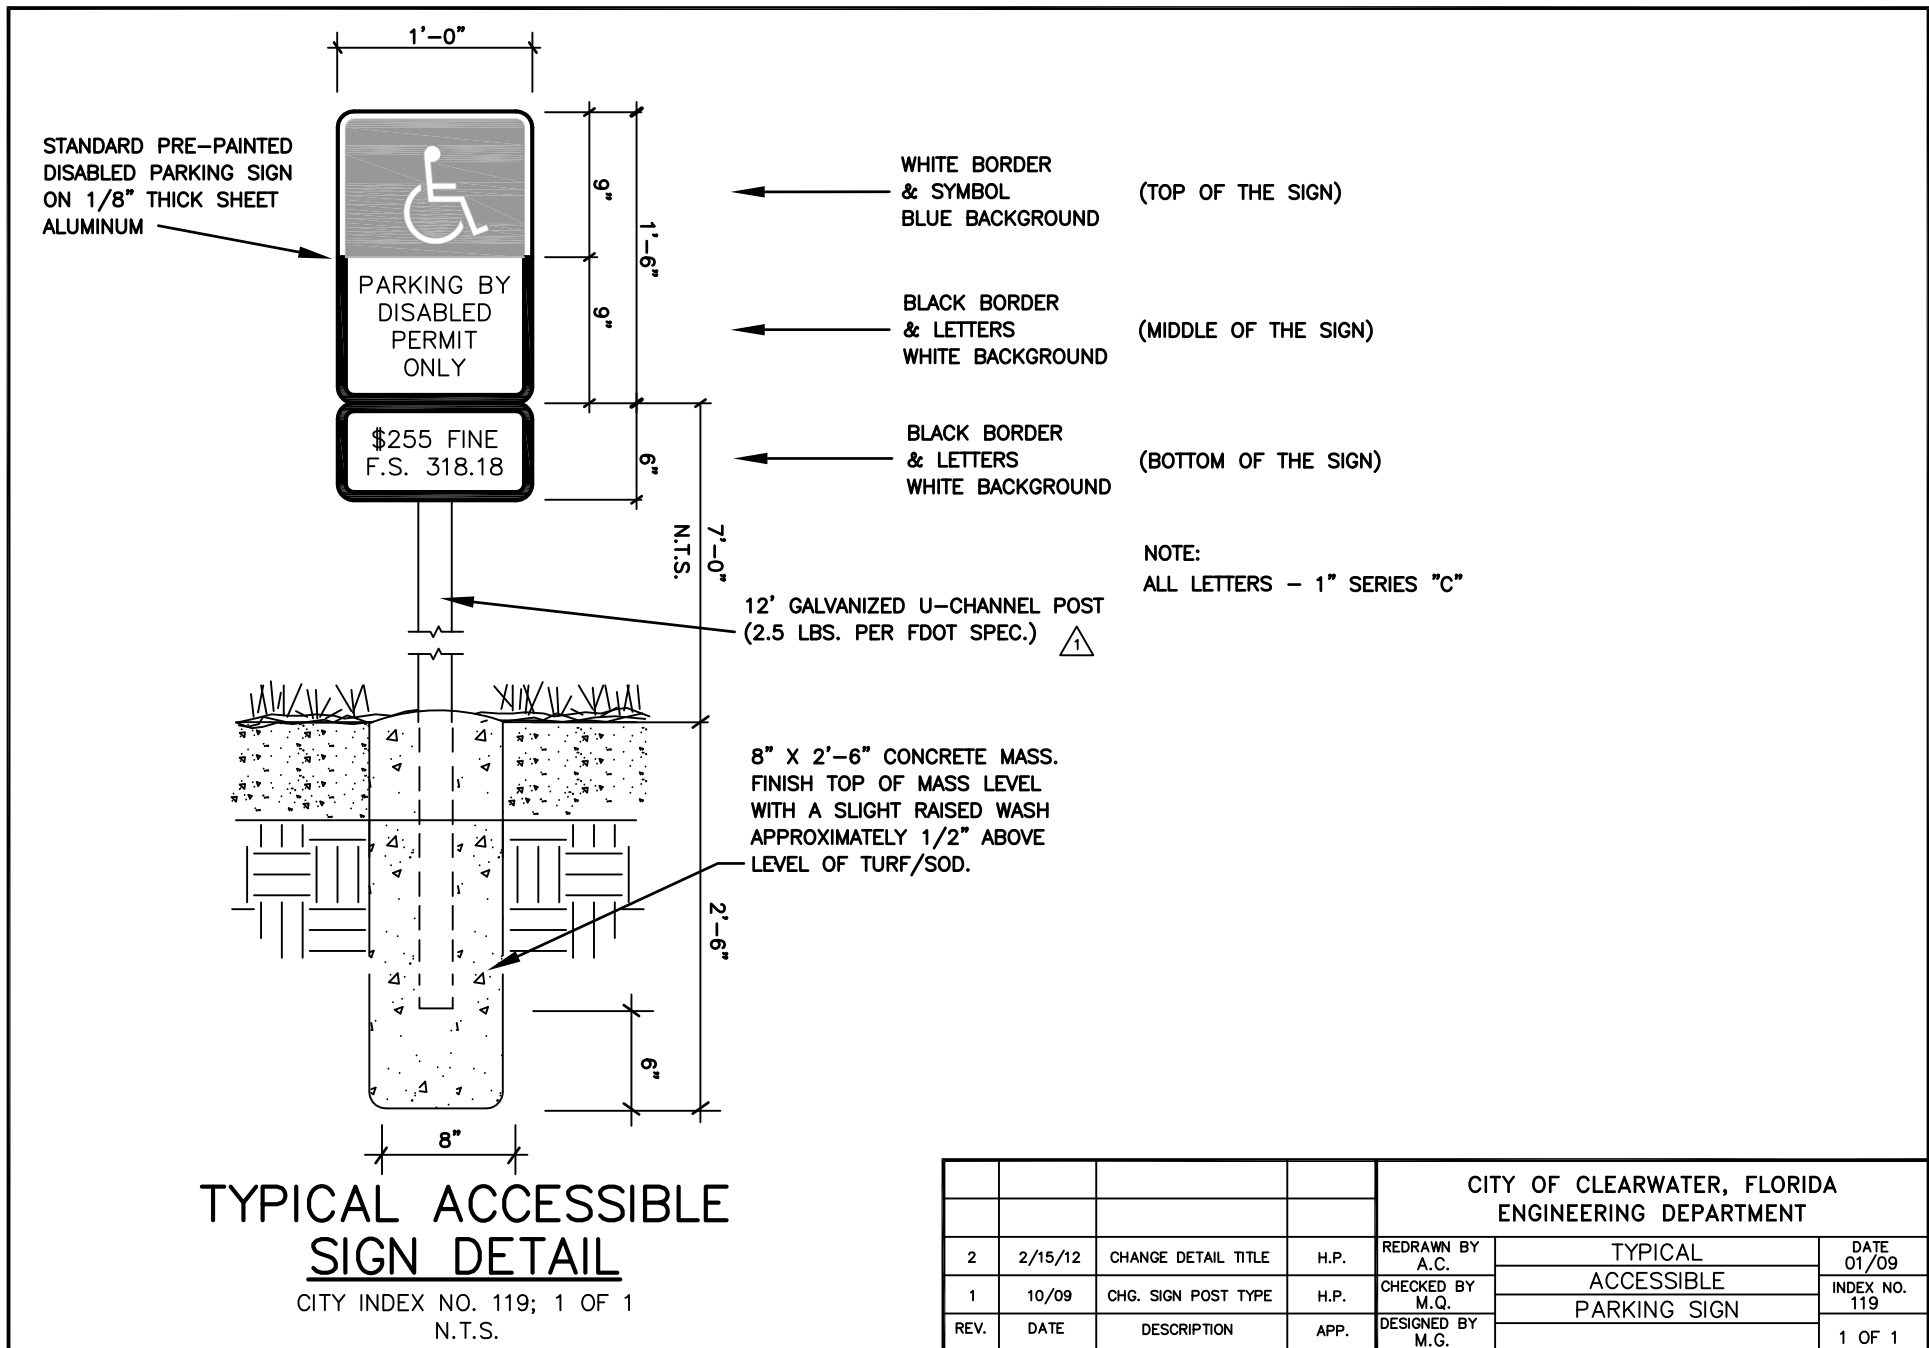 1'-0"
STANDARD PRE-PAINTED
DISABLED PARKING SIGN
ON 1/8" THICK SHEET
ALUMINUM
PARKING BY
DISABLED
PERMIT
ONLY
$255 FINE
F.S. 318.18
9"
9"
1'-6"
6"
7'-0"
N.T.S.
WHITE BORDER
& SYMBOL
BLUE BACKGROUND
(TOP OF THE SIGN)
BLACK BORDER
& LETTERS
WHITE BACKGROUND
(MIDDLE OF THE SIGN)
BLACK BORDER
& LETTERS
WHITE BACKGROUND
(BOTTOM OF THE SIGN)
NOTE:
ALL LETTERS - 1" SERIES "C"
12' GALVANIZED U-CHANNEL POST
(2.5 LBS. PER FDOT SPEC.) 1
8" X 2'-6" CONCRETE MASS.
FINISH TOP OF MASS LEVEL
WITH A SLIGHT RAISED WASH
APPROXIMATELY 1/2" ABOVE
LEVEL OF TURF/SOD.
2'-6"
6"
8"
TYPICAL ACCESSIBLE
SIGN DETAIL
CITY INDEX NO. 119; 1 OF 1
N.T.S.
CITY OF CLEARWATER, FLORIDA
ENGINEERING DEPARTMENT
2 2/15/12 CHANGE DETAIL TITLE H.P.
1 10/09 CHG. SIGN POST TYPE H.P.
REV. DATE DESCRIPTION APP.
REDRAWN BY
A.C.
CHECKED BY
M.Q.
DESIGNED BY
M.G.
TYPICAL
ACCESSIBLE
PARKING SIGN
DATE
01/09
INDEX NO.
119
1 OF 1